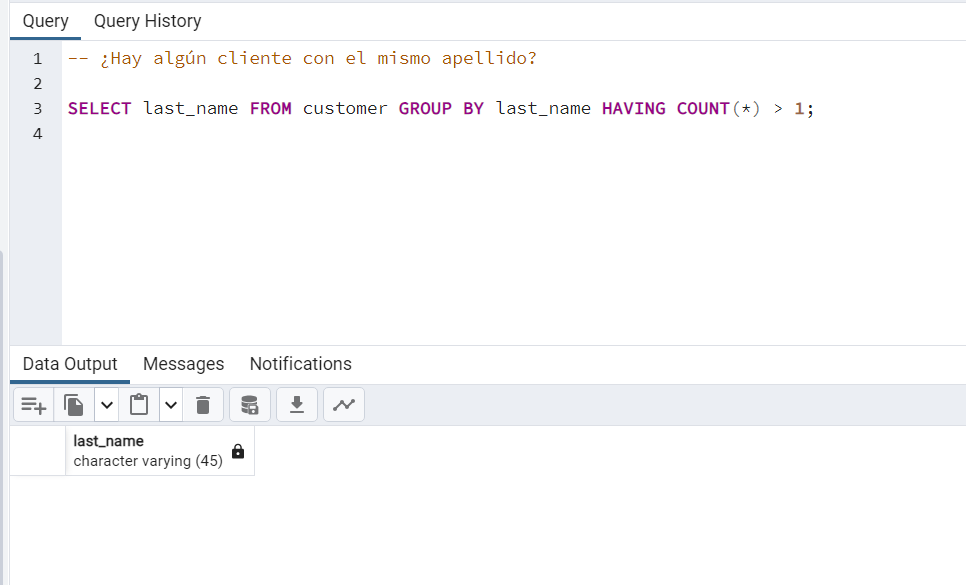 Query Query History
1 -- ¿Hay algún cliente con el mismo apellido?
2
3 SELECT last_name FROM customer GROUP BY last_name HAVING COUNT(*) > 1;
4
Data Output Messages Notifications
last_name
character varying (45)